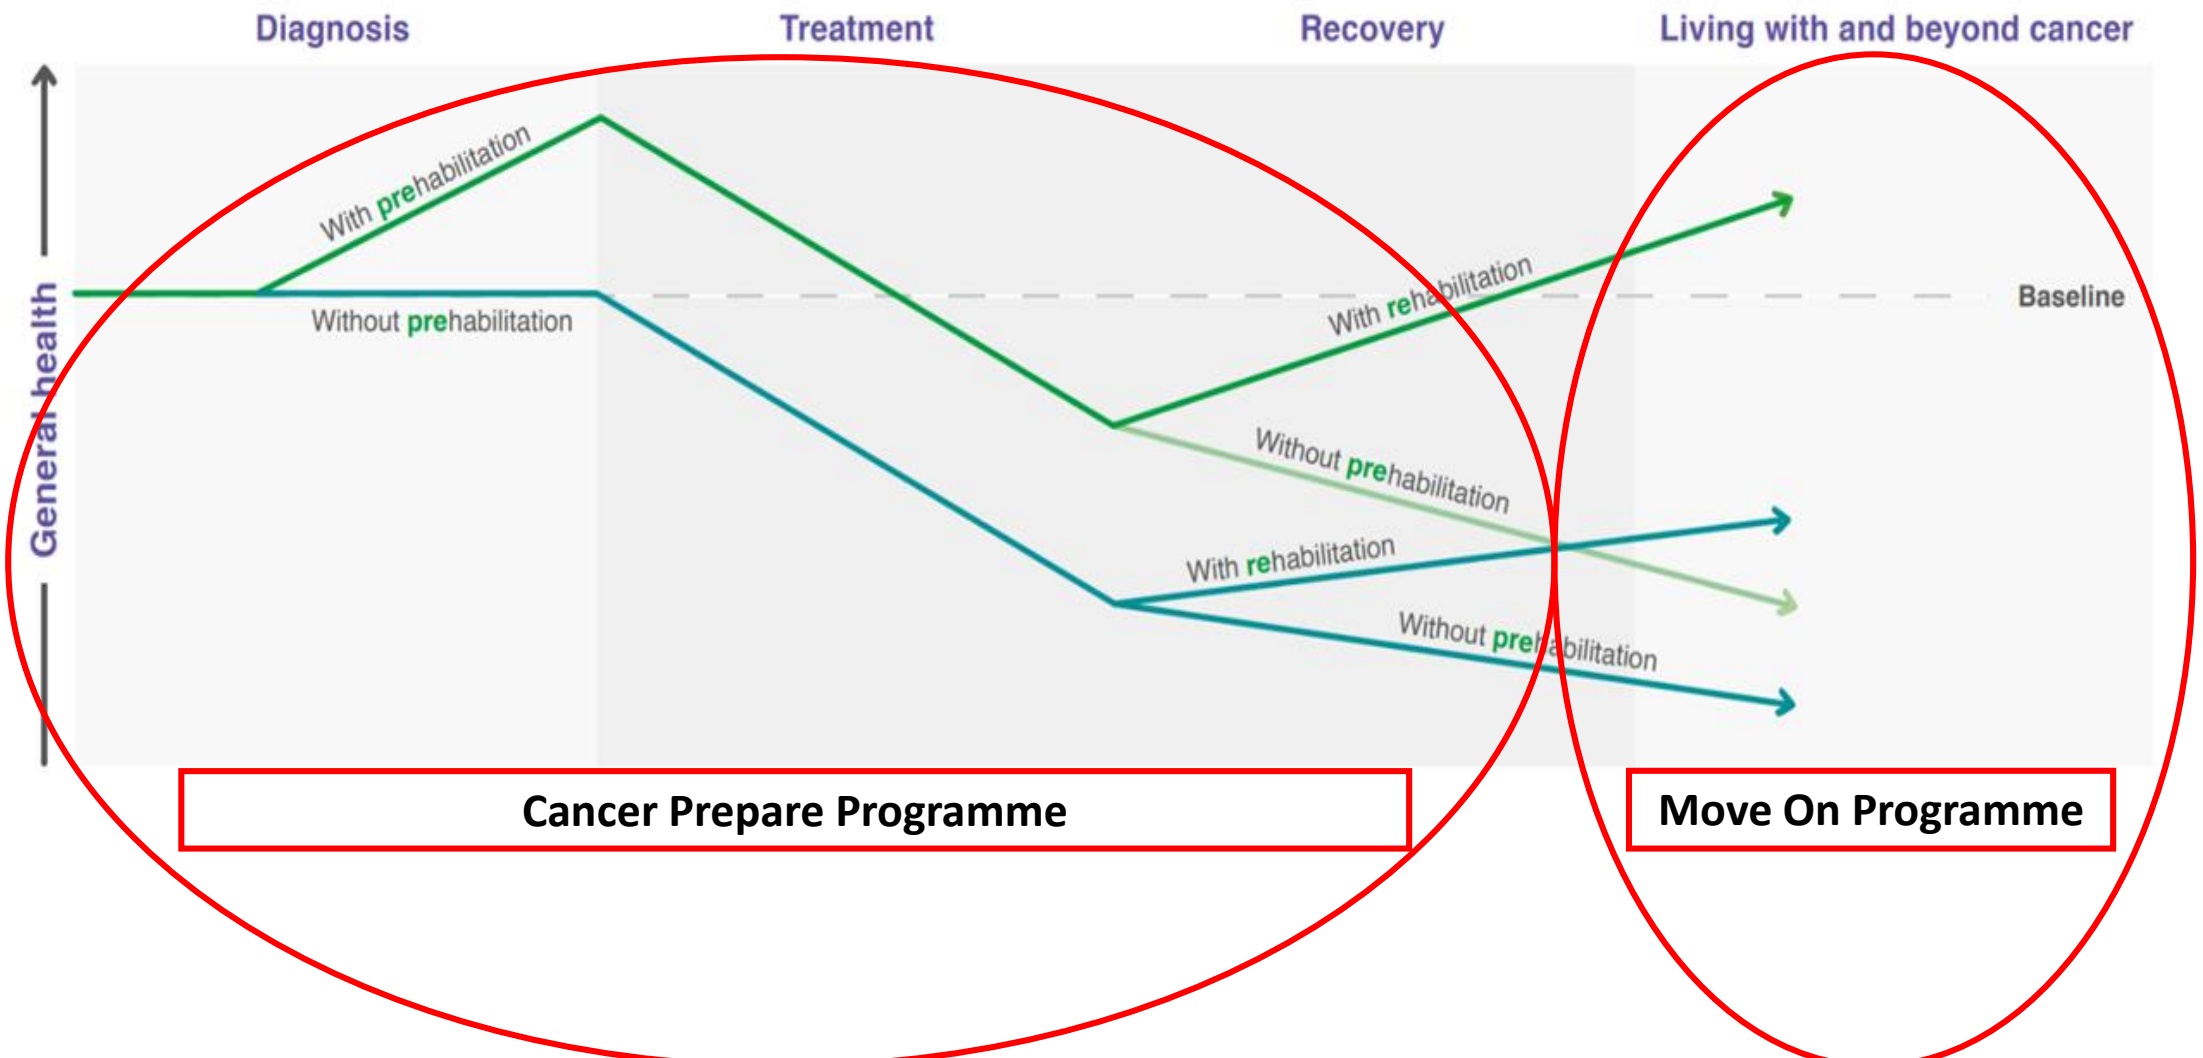 Diagnosis
Treatment
Recovery
Living with and beyond cancer
General health
With prehabilitation
Without prehabilitation
With rehabilitation
Baseline
Without prehabilitation
With rehabilitation
Without prehabilitation
Cancer Prepare Programme
Move On Programme